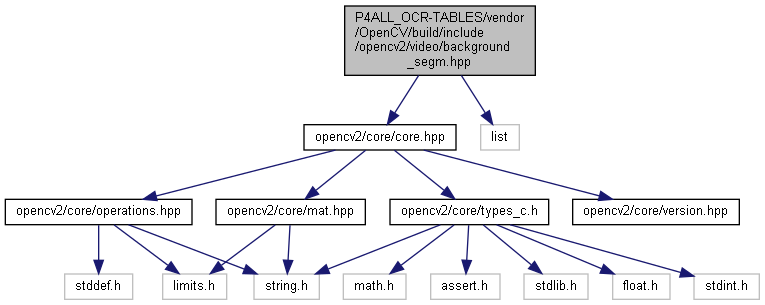 P4ALL_OCR-TABLES/vendor
/OpenCV/build/include
/opencv2/video/background
_segm.hpp
opencv2/core/core.hpp
list
opencv2/core/operations.hpp
opencv2/core/mat.hpp
opencv2/core/types_c.h
opencv2/core/version.hpp
stddef.h
limits.h
string.h
math.h
assert.h
stdlib.h
float.h
stdint.h